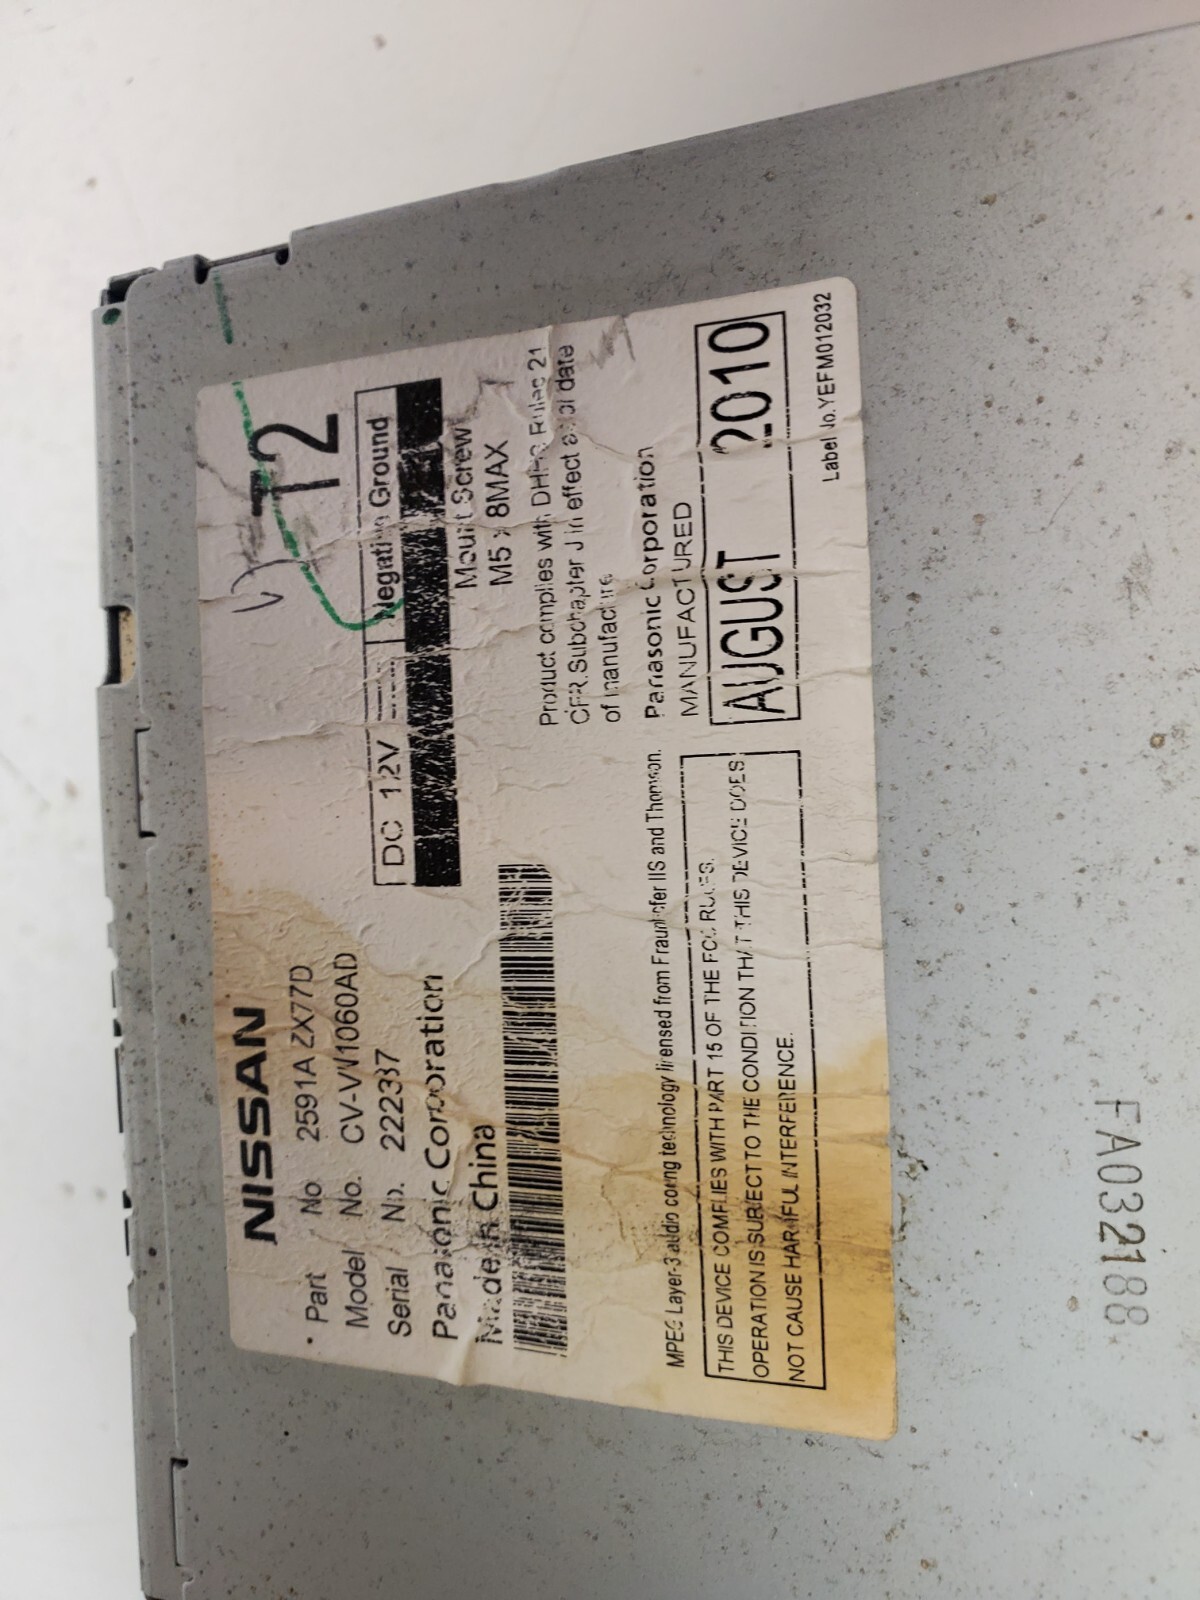 NISSAN
T2
Part No 2591A ZX77D
Model No. CV-VW1060AD
Serial No. 222337
Panasonic Corporation
Made in China
DC 12V
Negative Ground
Mount Screw
M5 x 8MAX
Product complies with DHHS Rules 21
CFR.Subchapter J in effect as of date
of manufacture
Panasonic Corporation
MANUFACTURED
AUGUST 2010
MPEG Layer-3 audio coding technology licensed from Fraunhofer IIS and Thomson.
THIS DEVICE COMPLIES WITH PART 15 OF THE FCC RULES.
OPERATION IS SUBJECT TO THE CONDITION THAT THIS DEVICE DOES
NOT CAUSE HARMFUL INTERFERENCE.
Label No.YEFM012032
FA032188